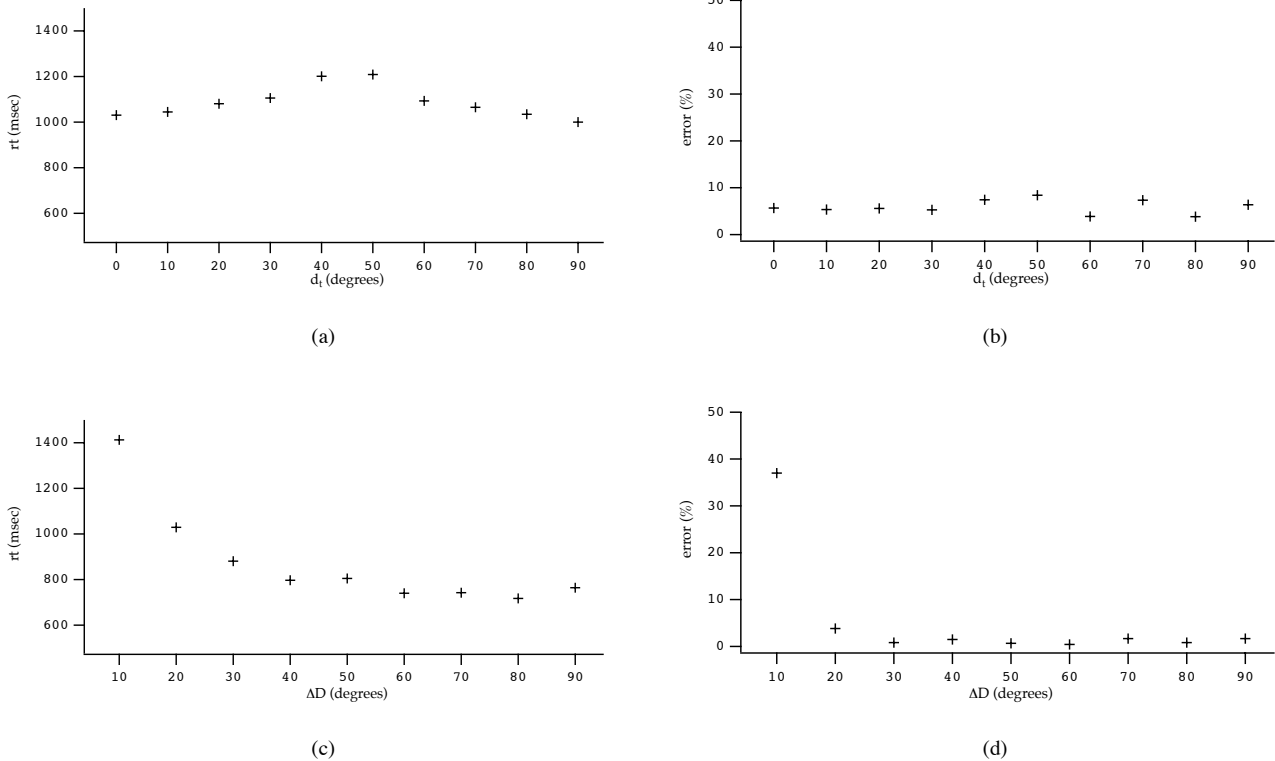 1400
1200
1000
800
600
rt (msec)
0 10 20 30 40 50 60 70 80 90
dt (degrees)
(a)
50
40
30
20
10
0
error (%)
0 10 20 30 40 50 60 70 80 90
dt (degrees)
(b)
1400
1200
1000
800
600
rt (msec)
10 20 30 40 50 60 70 80 90
ΔD (degrees)
(c)
50
40
30
20
10
0
error (%)
10 20 30 40 50 60 70 80 90
ΔD (degrees)
(d)